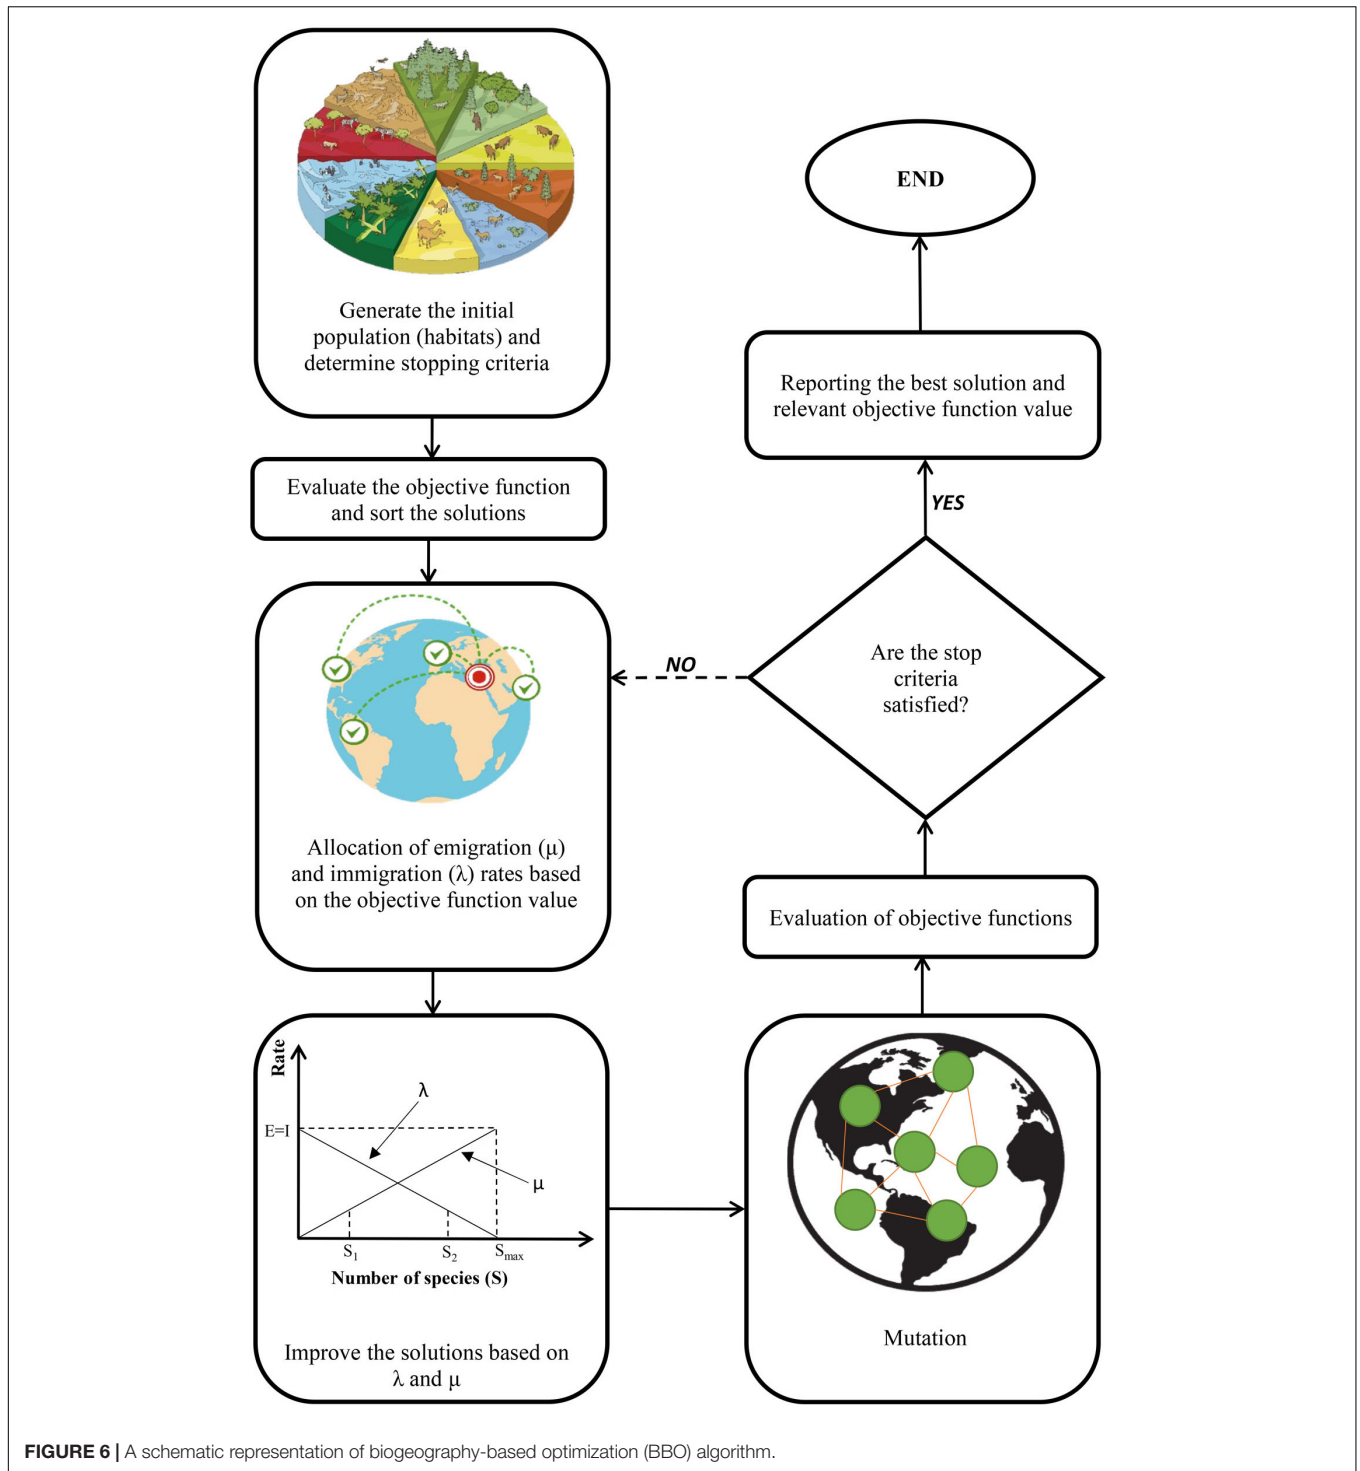 Generate the initial
population (habitats) and
determine stopping criteria
Evaluate the objective function
and sort the solutions
Allocation of emigration (μ)
and immigration (λ) rates based
on the objective function value
Rate
λ
E=I
μ
S1
S2
Smax
Number of species (S)
Improve the solutions based on
λ and μ
Mutation
Evaluation of objective functions
Are the stop
criteria
satisfied?
NO
YES
Reporting the best solution and
relevant objective function value
END
FIGURE 6 | A schematic representation of biogeography-based optimization (BBO) algorithm.